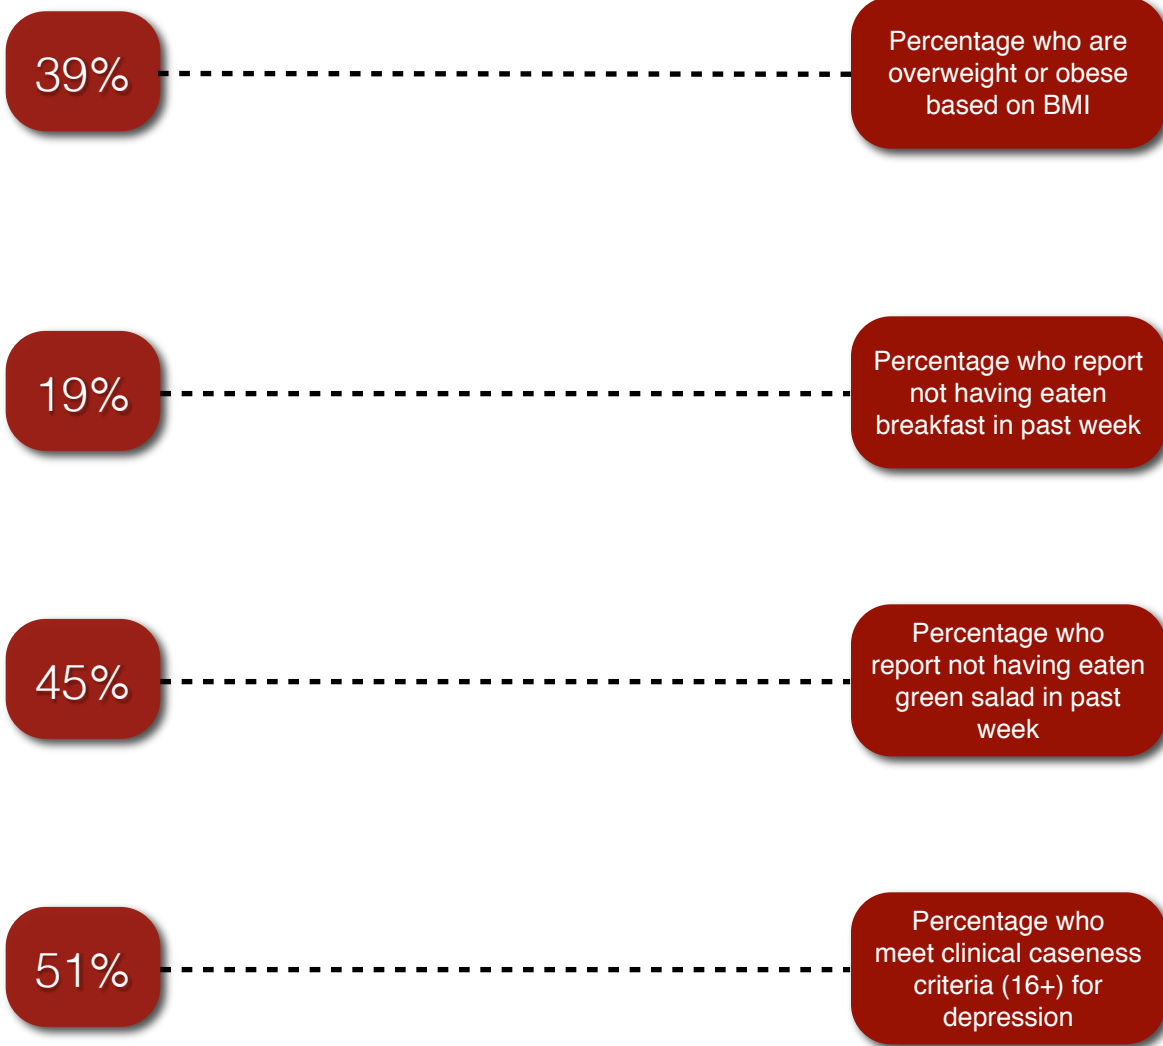 39%
Percentage who are
overweight or obese
based on BMI
19%
Percentage who report
not having eaten
breakfast in past week
45%
Percentage who
report not having eaten
green salad in past
week
51%
Percentage who
meet clinical caseness
criteria (16+) for
depression